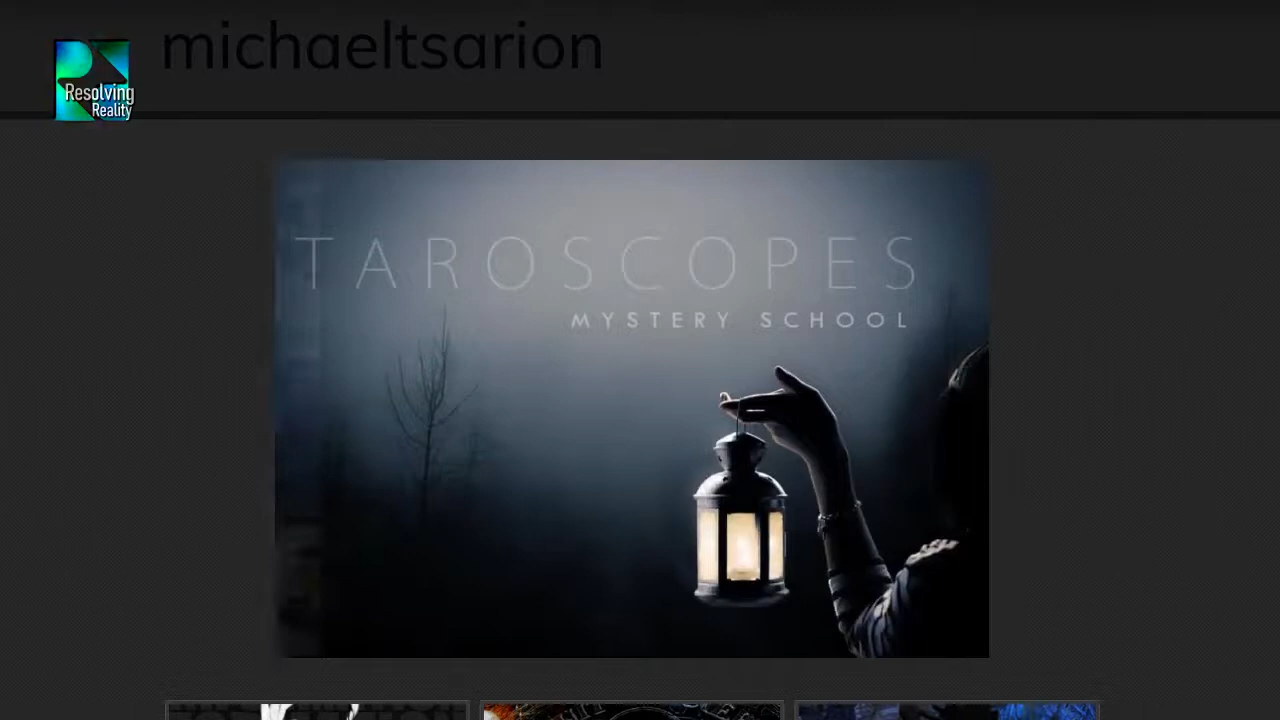 michaeltsarion
Resolving
Reality
TAROSCOPES
MYSTERY SCHOOL